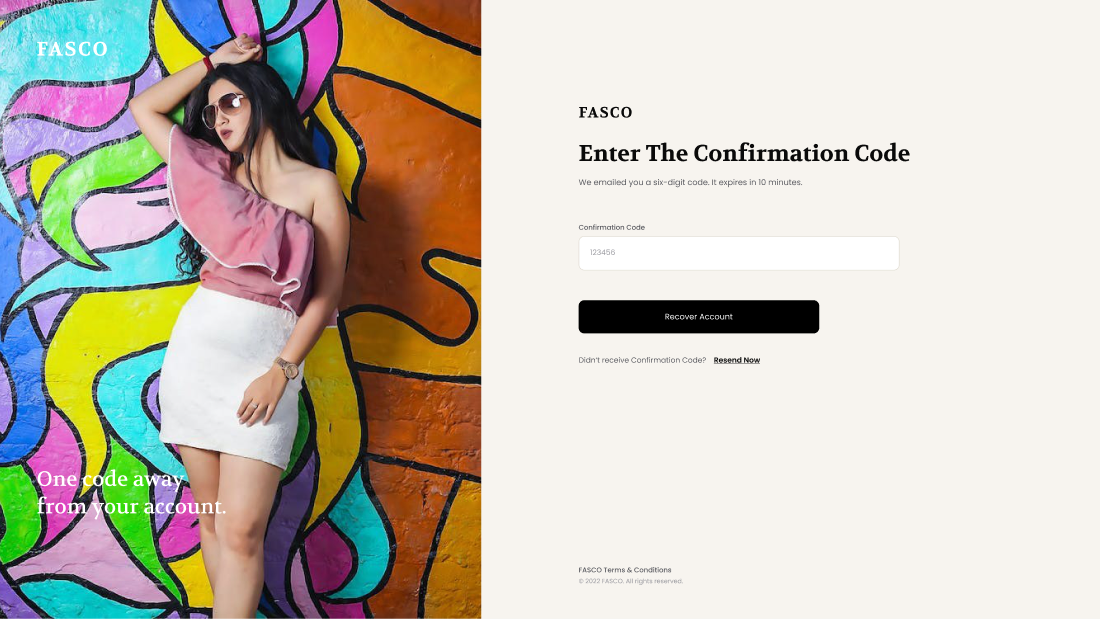 FASCO
One code away
from your account.
FASCO
Enter The Confirmation Code
We emailed you a six-digit code. It expires in 10 minutes.
Confirmation Code
123456
Recover Account
Didn't receive Confirmation Code? Resend Now
FASCO Terms & Conditions
© 2022 FASCO. All rights reserved.